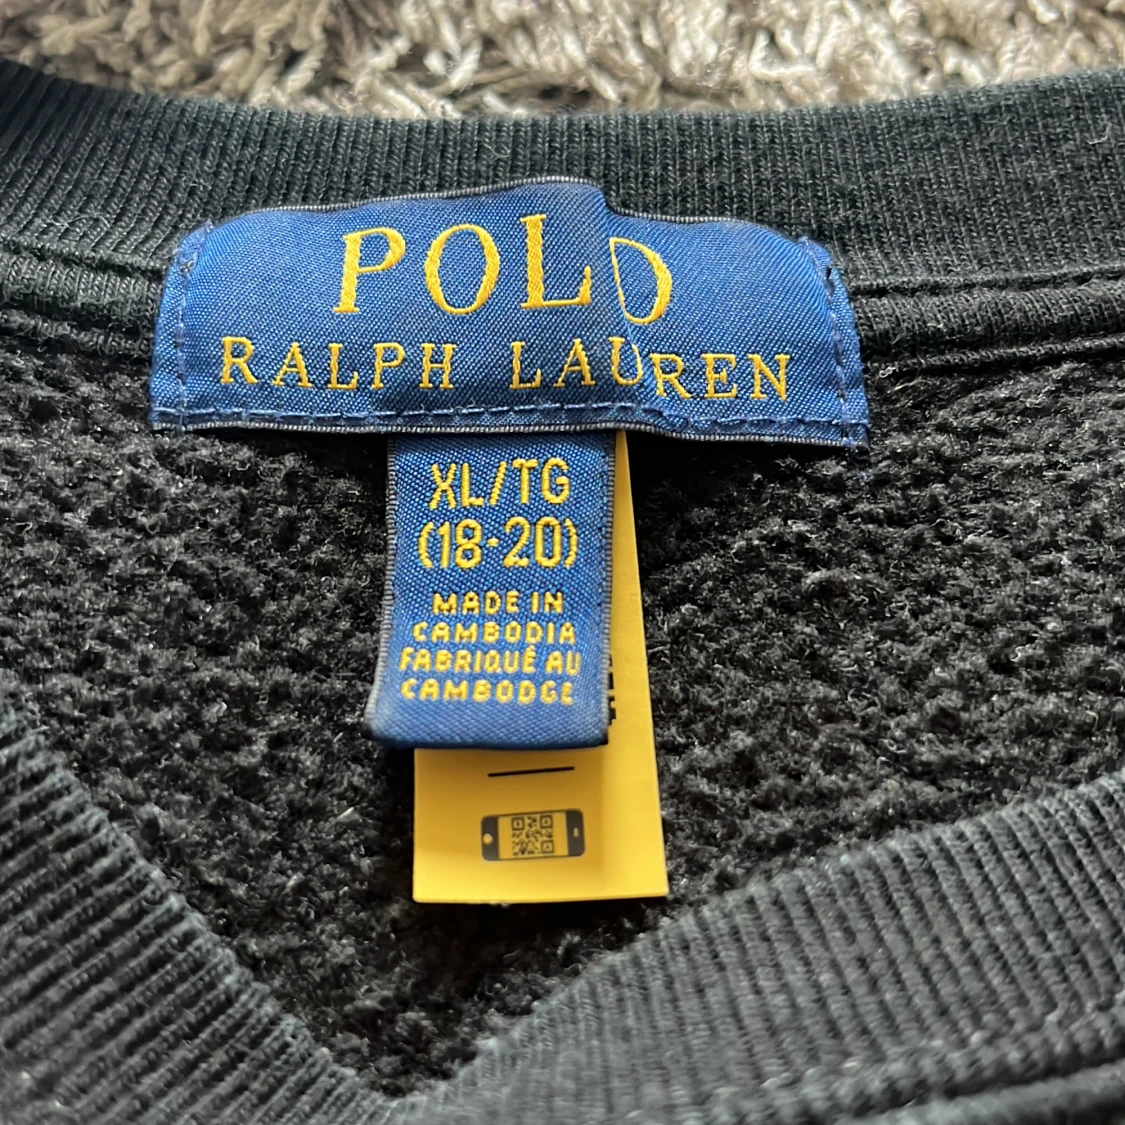 POLO
RALPH LAUREN
XL/TG
(18-20)
MADE IN
CAMBODIA
FABRIQUÉ AU
CAMBODGE